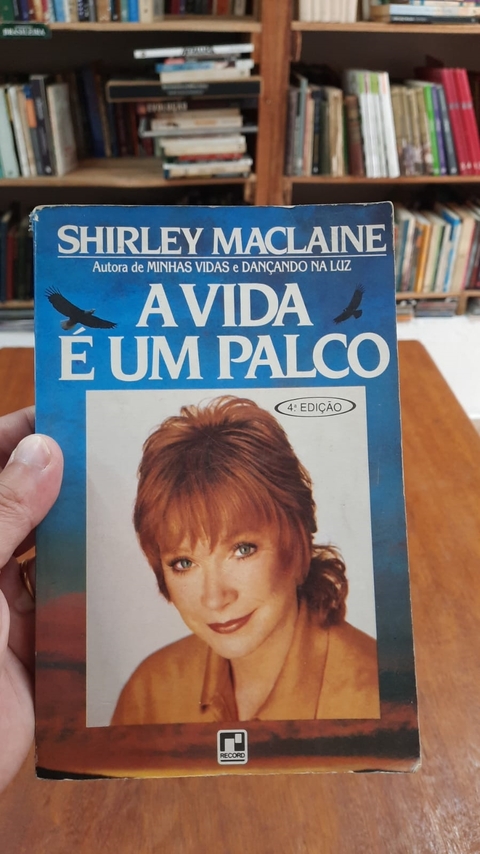 SHIRLEY MACLAINE
Autora de MINHAS VIDAS e DANÇANDO NA LUZ
A VIDA
É UM PALCO
4ª. EDIÇÃO
RECORD